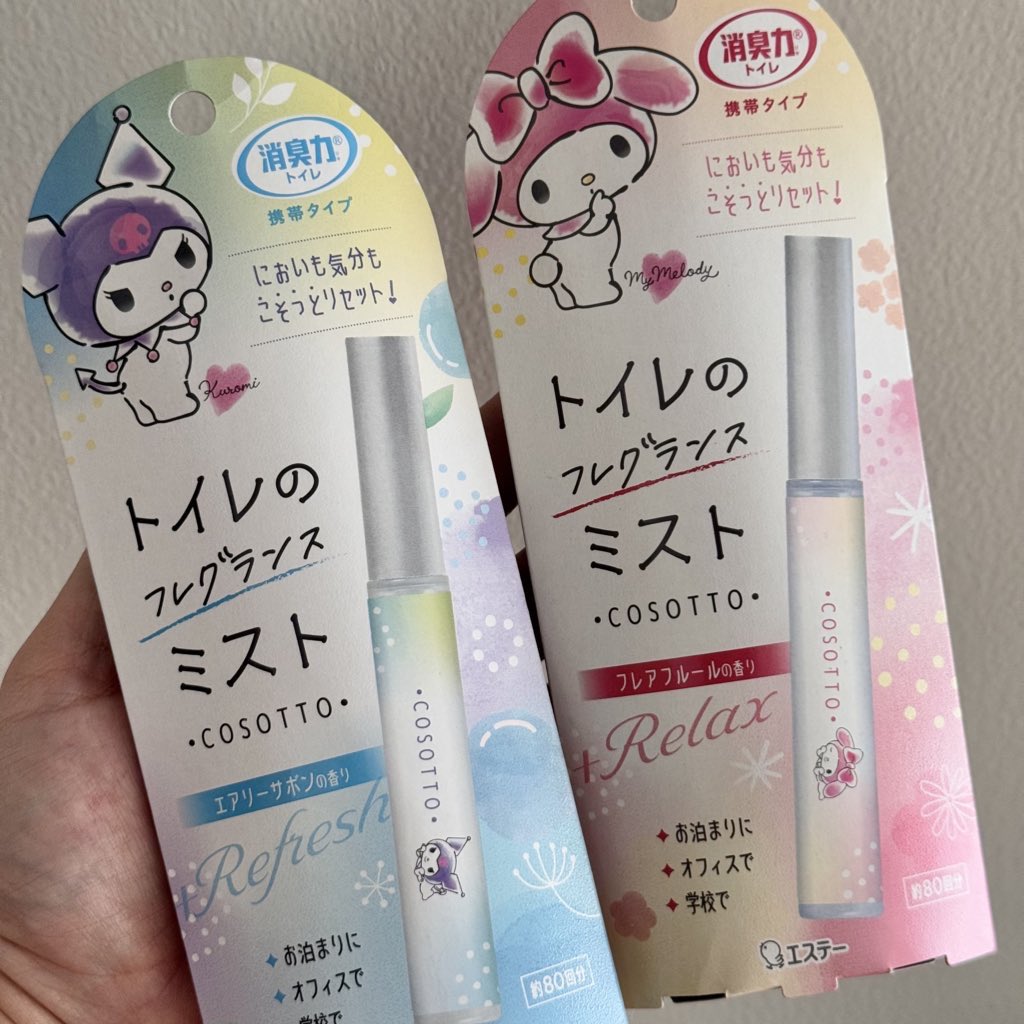 消臭力®
トイレ
携帯タイプ
においも気分も
こそっとリセット!
Kuromi
トイレの
フレグランス
ミスト
・COSOTTO・
エアリーサボンの香り
+Refresh
お泊まりに
オフィスで
学校で
・COSOTTO・
約80回分
消臭力®
トイレ
携帯タイプ
においも気分も
こそっとリセット!
My Melody
トイレの
フレグランス
ミスト
・COSOTTO・
フレアフルールの香り
+Relax
お泊まりに
オフィスで
学校で
・COSOTTO・
約80回分
エステー